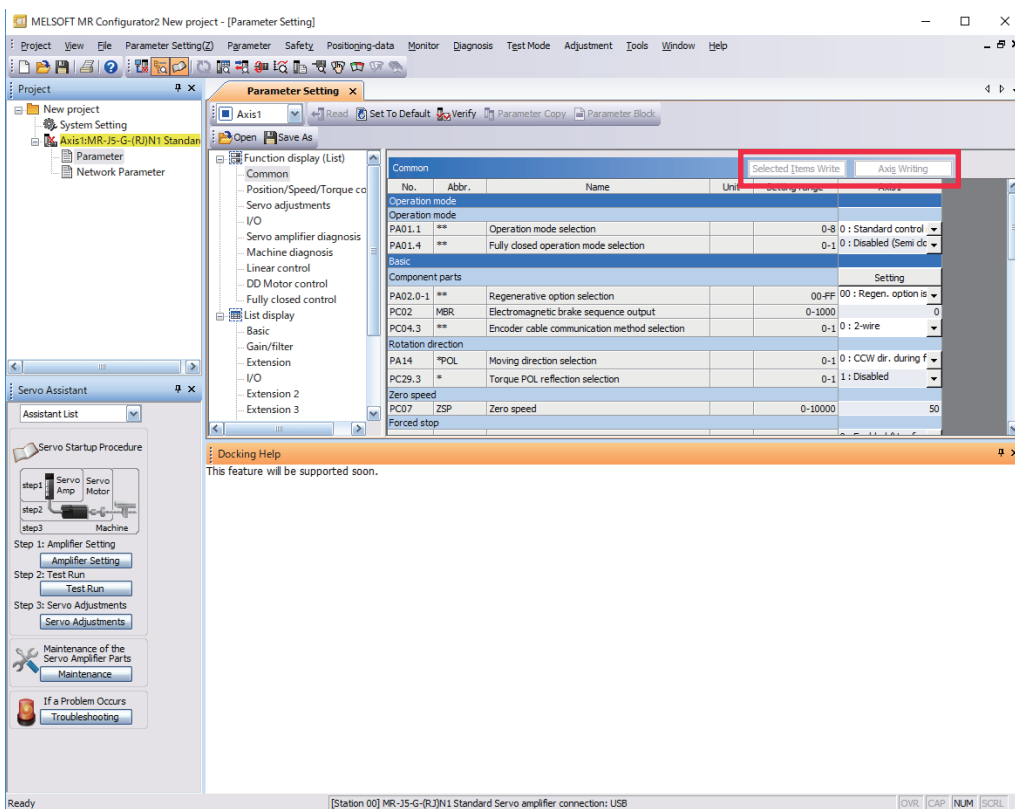 MELSOFT MR Configurator2 New project - [Parameter Setting]
Project View File Parameter Setting(Z) Parameter Safety Positioning-data Monitor Diagnosis Test Mode Adjustment Tools Window Help
Project
New project
System Setting
Axis1:MR-J5-G-(RJ)N1 Standar
Parameter
Network Parameter
Servo Assistant
Assistant List
Servo Startup Procedure
step1 Servo Amp Servo Motor
step2
step3 Machine
Step 1: Amplifier Setting
Amplifier Setting
Step 2: Test Run
Test Run
Step 3: Servo Adjustments
Servo Adjustments
Maintenance of the
Servo Amplifier Parts
Maintenance
If a Problem Occurs
Troubleshooting
Parameter Setting
Axis1 Read Set To Default Verify Parameter Copy Parameter Block
Open Save As
Function display (List)
Common
Position/Speed/Torque co
Servo adjustments
I/O
Servo amplifier diagnosis
Machine diagnosis
Linear control
DD Motor control
Fully closed control
List display
Basic
Gain/filter
Extension
I/O
Extension 2
Extension 3
Common Selected Items Write Axis Writing
No. Abbr. Name Unit Setting range Axis1
Operation mode
Operation mode
PA01.1 ** Operation mode selection 0-8 0 : Standard control
PA01.4 ** Fully closed operation mode selection 0-1 0 : Disabled (Semi clo
Basic
Component parts Setting
PA02.0-1 ** Regenerative option selection 00-FF 00 : Regen. option is
PC02 MBR Electromagnetic brake sequence output 0-1000 0
PC04.3 ** Encoder cable communication method selection 0-1 0 : 2-wire
Rotation direction
PA14 *POL Moving direction selection 0-1 0 : CCW dir. during f
PC29.3 * Torque POL reflection selection 0-1 1 : Disabled
Zero speed
PC07 ZSP Zero speed 0-10000 50
Forced stop
Docking Help
This feature will be supported soon.
Ready [Station 00] MR-J5-G-(RJ)N1 Standard Servo amplifier connection: USB OVR CAP NUM SCRL